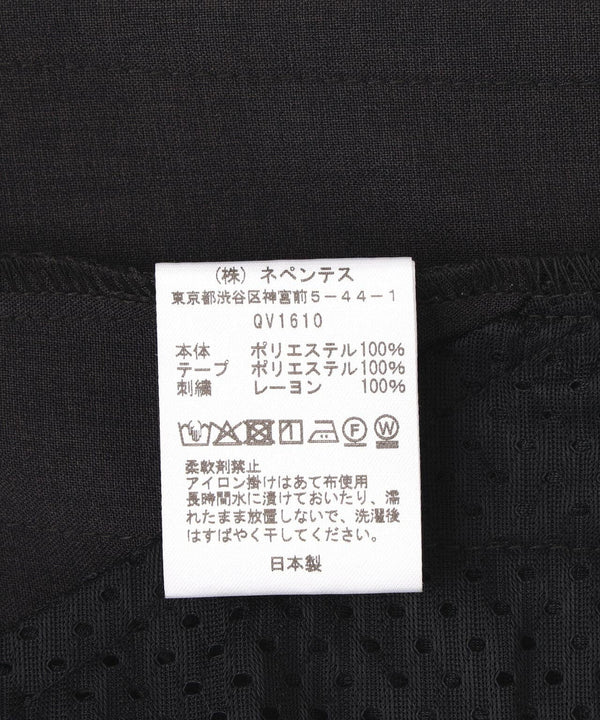 （株）ネペンテス
東京都渋谷区神宮前5－44－1
QV1610
本体 ポリエステル100%
テープ ポリエステル100%
刺繍 レーヨン 100%
F W
柔軟剤禁止
アイロン掛けはあて布使用
長時間水に漬けておいたり、濡
れたまま放置しないで、洗濯後
はすばやく干してください。
日本製